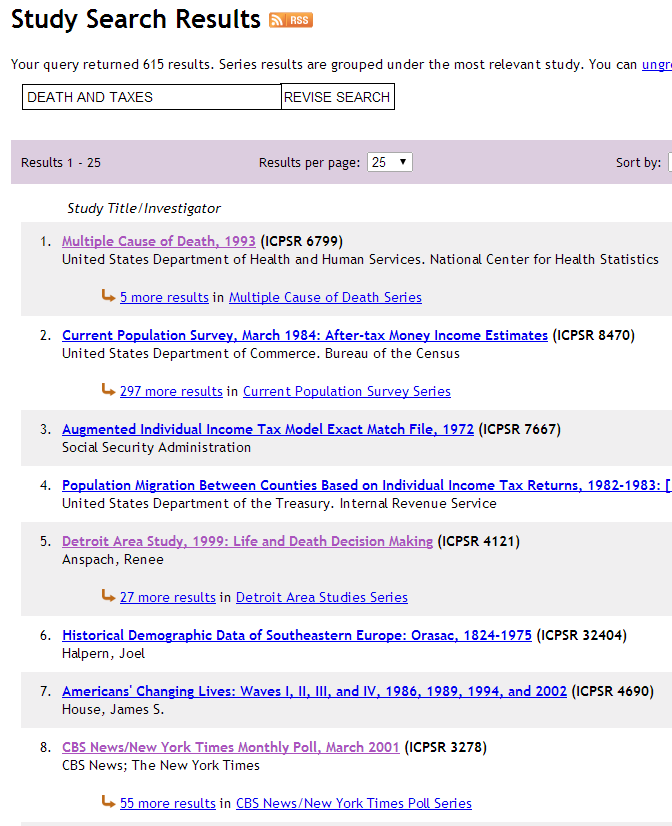 Study Search Results RSS
Your query returned 615 results. Series results are grouped under the most relevant study. You can
DEATH AND TAXES REVISE SEARCH
Results 1 - 25 Results per page: 25 Sort by:
Study Title/Investigator
1. Multiple Cause of Death, 1993 (ICPSR 6799)
United States Department of Health and Human Services. National Center for Health Statistics
5 more results in Multiple Cause of Death Series
2. Current Population Survey, March 1984: After-tax Money Income Estimates (ICPSR 8470)
United States Department of Commerce. Bureau of the Census
297 more results in Current Population Survey Series
3. Augmented Individual Income Tax Model Exact Match File, 1972 (ICPSR 7667)
Social Security Administration
4. Population Migration Between Counties Based on Individual Income Tax Returns, 1982-1983: [
United States Department of the Treasury. Internal Revenue Service
5. Detroit Area Study, 1999: Life and Death Decision Making (ICPSR 4121)
Anspach, Renee
27 more results in Detroit Area Studies Series
6. Historical Demographic Data of Southeastern Europe: Orasac, 1824-1975 (ICPSR 32404)
Halpern, Joel
7. Americans' Changing Lives: Waves I, II, III, and IV, 1986, 1989, 1994, and 2002 (ICPSR 4690)
House, James S.
8. CBS News/New York Times Monthly Poll, March 2001 (ICPSR 3278)
CBS News; The New York Times
55 more results in CBS News/New York Times Poll Series